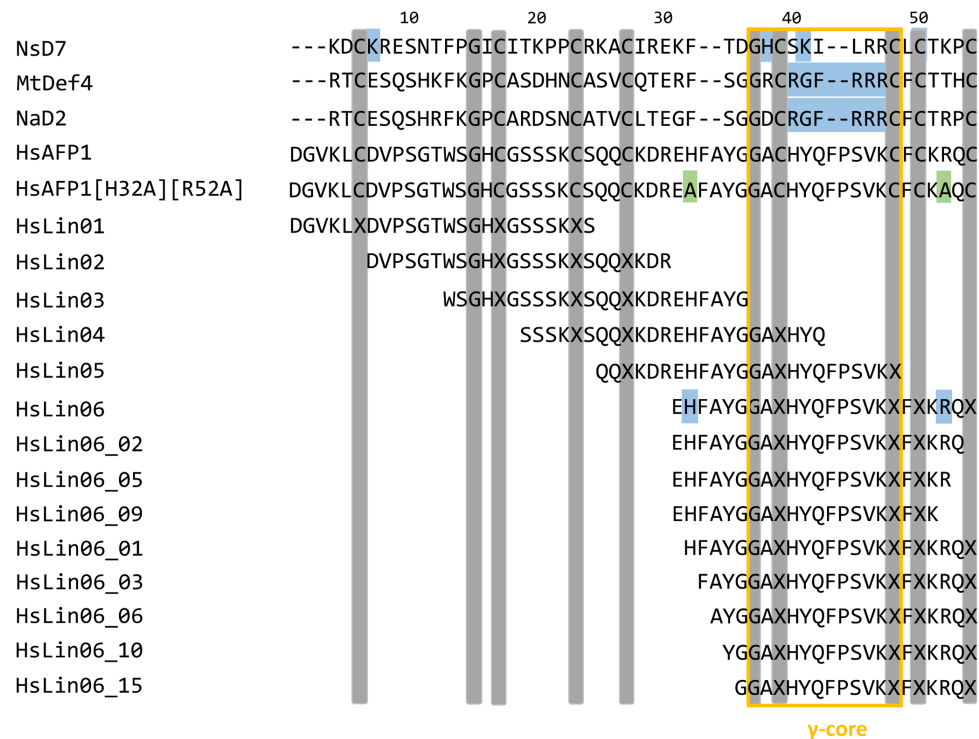 10 20 30 40 50
NsD7 ---KDCKRESNTFPGICITKPPCRKACIREKF--TDGHCSKI--LRRCLCTKPC
MtDef4 ---RTCESQSHKFKGPCASDHNCASVCQTERF--SGGRCRGF--RRRCFCTTHC
NaD2 ---RTCESQSHRFKGPCARDSNCATVCLTEGF--SGGDCRGF--RRRCFCTRPC
HsAFP1 DGVKLCDVPSGTWSGHCGSSSKCSQQCKDREHFAYGGACHYQFPSVKCFCKRQC
HsAFP1[H32A][R52A] DGVKLCDVPSGTWSGHCGSSSKCSQQCKDREAFAYGGACHYQFPSVKCFCKAQC
HsLin01 DGVKLXDVPSGTWSGHXGSSSKXS
HsLin02 DVPSGTWSGHXGSSSKXSQQXKDR
HsLin03 WSGHXGSSSKXSQQXKDREHFAYG
HsLin04 SSSKXSQQXKDREHFAYGGAXHYQ
HsLin05 QQXKDREHFAYGGAXHYQFPSVKX
HsLin06 EHFAYGGAXHYQFPSVKXFXKRQX
HsLin06_02 EHFAYGGAXHYQFPSVKXFXKRQ
HsLin06_05 EHFAYGGAXHYQFPSVKXFXKR
HsLin06_09 EHFAYGGAXHYQFPSVKXFXK
HsLin06_01 HFAYGGAXHYQFPSVKXFXKRQX
HsLin06_03 FAYGGAXHYQFPSVKXFXKRQX
HsLin06_06 AYGGAXHYQFPSVKXFXKRQX
HsLin06_10 YGGAXHYQFPSVKXFXKRQX
HsLin06_15 GGAXHYQFPSVKXFXKRQX
γ-core